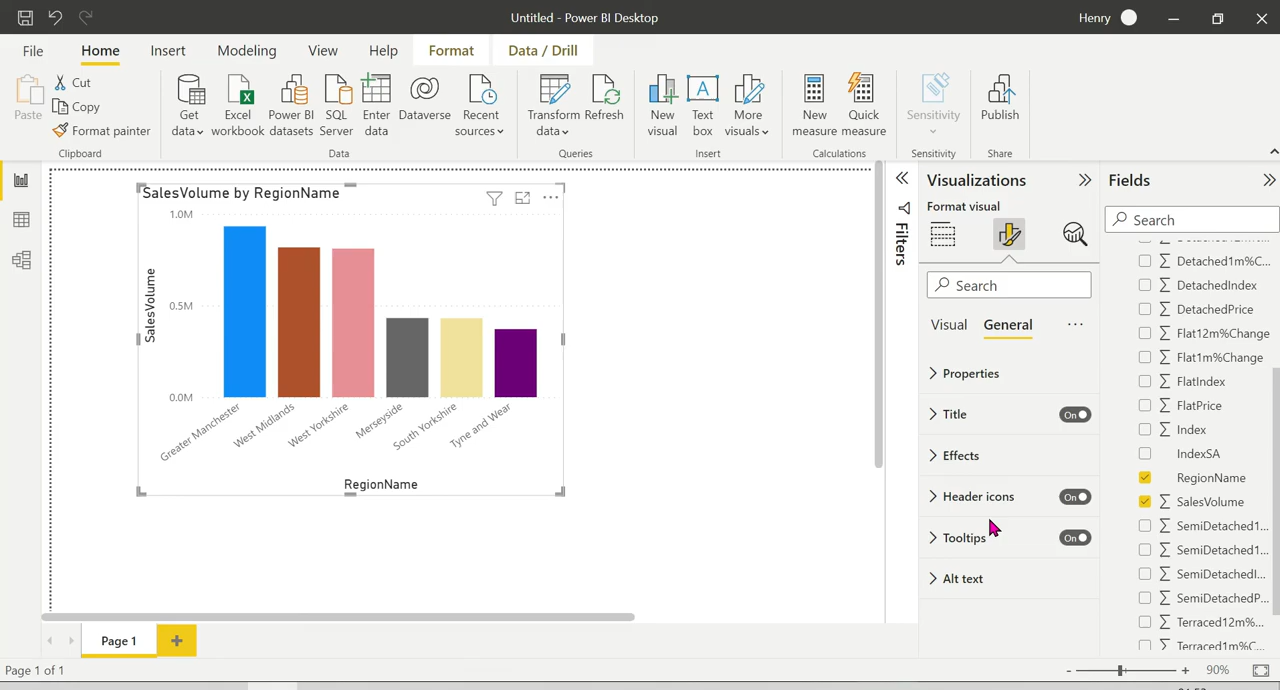 Untitled - Power BI Desktop
Henry
File Home Insert Modeling View Help Format Data / Drill
Paste
Cut
Copy
Format painter
Clipboard
Get data
Excel workbook
PowerBI datasets
SQL Server
Enter data
Dataverse
Recent sources
Data
Transform data
Refresh
Queries
New visual
Text box
More visuals
Insert
New measure
Quick measure
Calculations
Sensitivity
Sensitivity
Publish
Share
SalesVolume by RegionName
1.0M
0.5M
0.0M
SalesVolume
Greater Manchester
West Midlands
West Yorkshire
Merseyside
South Yorkshire
Tyne and Wear
RegionName
Filters
Visualizations
Format visual
Search
Visual General
Properties
Title On
Effects
Header icons On
Tooltips On
Alt text
Fields
Search
Detached1m%C...
DetachedIndex
DetachedPrice
Flat12m%Change
Flat1m%Change
FlatIndex
FlatPrice
Index
IndexSA
RegionName
SalesVolume
SemiDetached1...
SemiDetached1...
SemiDetachedI...
SemiDetachedP...
Terraced12m%...
Terraced1m%C...
Page 1
Page 1 of 1
- + 90%